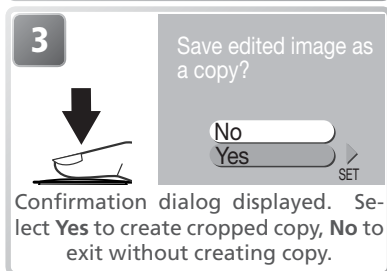 3
Save edited image as
a copy?
No
Yes
SET
Confirmation dialog displayed. Se-
lect Yes to create cropped copy, No to
exit without creating copy.